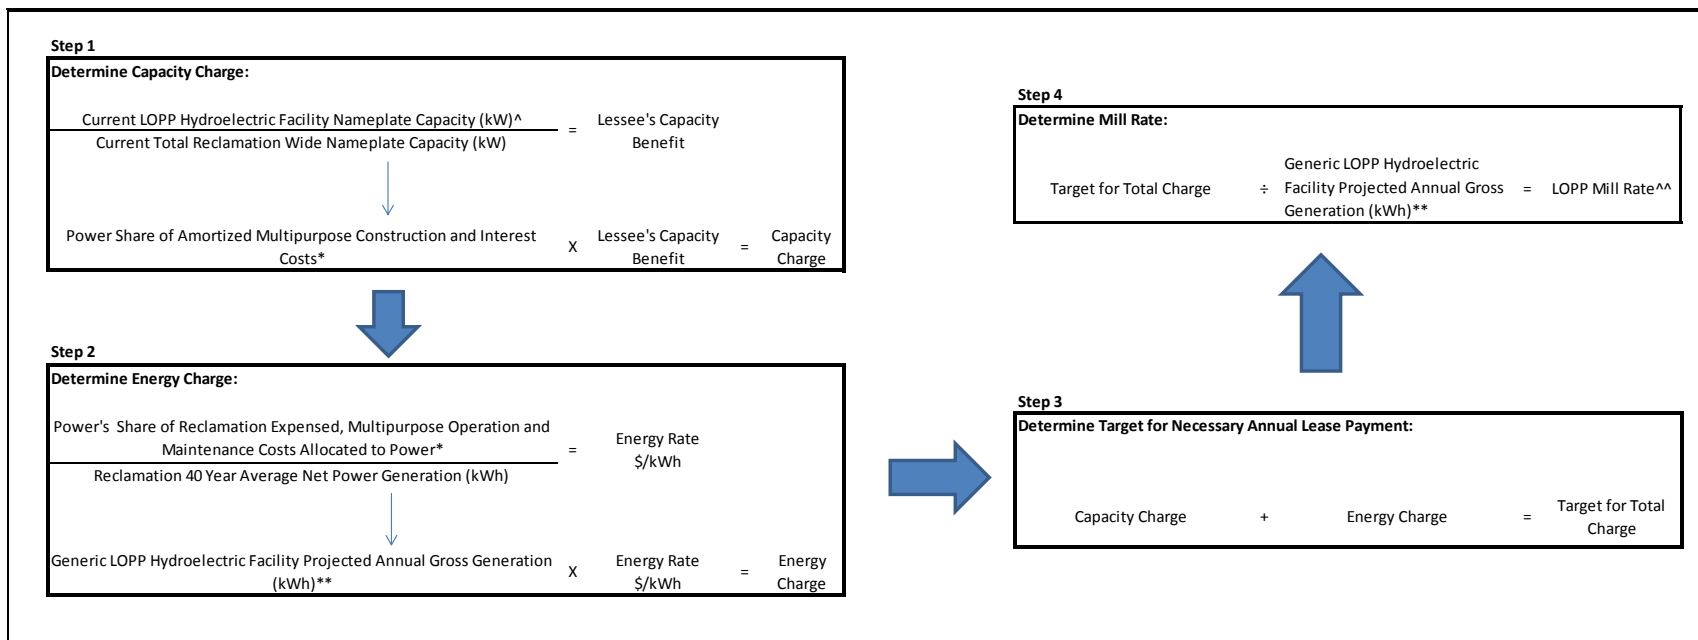 Step 1
Determine Capacity Charge:
Current LOPP Hydroelectric Facility Nameplate Capacity (kW)^
Current Total Reclamation Wide Nameplate Capacity (kW)
=
Lessee's Capacity
Benefit
Power Share of Amortized Multipurpose Construction and Interest
Costs*
X
Lessee's Capacity
Benefit
=
Capacity
Charge
Step 2
Determine Energy Charge:
Power's Share of Reclamation Expensed, Multipurpose Operation and
Maintenance Costs Allocated to Power*
Reclamation 40 Year Average Net Power Generation (kWh)
=
Energy Rate
$/kWh
Generic LOPP Hydroelectric Facility Projected Annual Gross Generation
(kWh)**
X
Energy Rate
$/kWh
=
Energy
Charge
Step 3
Determine Target for Necessary Annual Lease Payment:
Capacity Charge
+
Energy Charge
=
Target for Total
Charge
Step 4
Determine Mill Rate:
Target for Total Charge
÷
Generic LOPP Hydroelectric
Facility Projected Annual Gross
Generation (kWh)**
=
LOPP Mill Rate^^